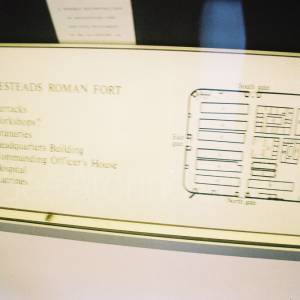 ESTEADS ROMAN FORT
arracks
orkshops"
ranaries
eadquarters Building
ommanding Officer's House
ospital
atrines
South gate
East
gate
North gate